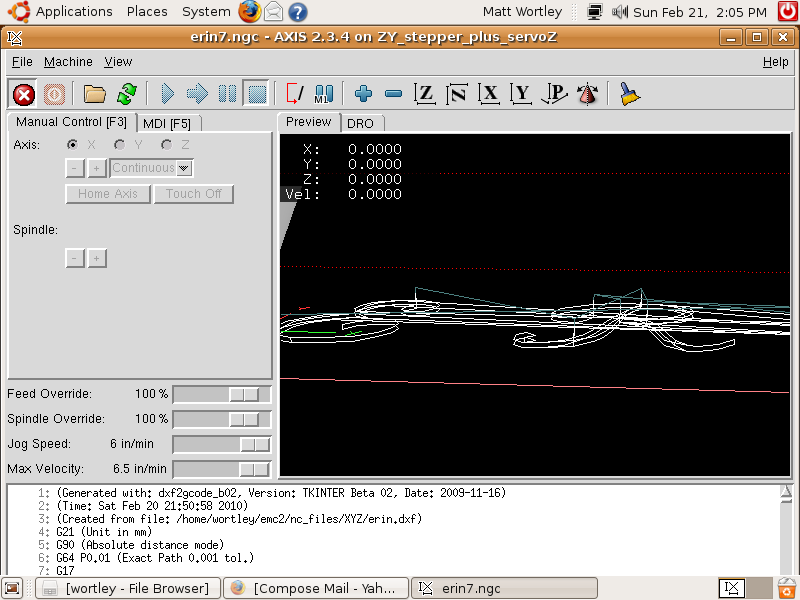 Applications Places System Matt Wortley Sun Feb 21, 2:05 PM
erin7.ngc - AXIS 2.3.4 on ZY_stepper_plus_servoZ
File Machine View Help
M1 Z N X Y P
Manual Control [F3] MDI [F5] Preview DRO
Axis: X Y Z
- + Continuous
Home Axis Touch Off
Spindle:
- +
X: 0.0000
Y: 0.0000
Z: 0.0000
Vel: 0.0000
Feed Override: 100 %
Spindle Override: 100 %
Jog Speed: 6 in/min
Max Velocity: 6.5 in/min
1: (Generated with: dxf2gcode_b02, Version: TKINTER Beta 02, Date: 2009-11-16)
2: (Time: Sat Feb 20 21:50:58 2010)
3: (Created from file: /home/wortley/emc2/nc_files/XYZ/erin.dxf)
4: G21 (Unit in mm)
5: G90 (Absolute distance mode)
6: G64 P0.01 (Exact Path 0.001 tol.)
7: G17
[wortley - File Browser] [Compose Mail - Yah... erin7.ngc